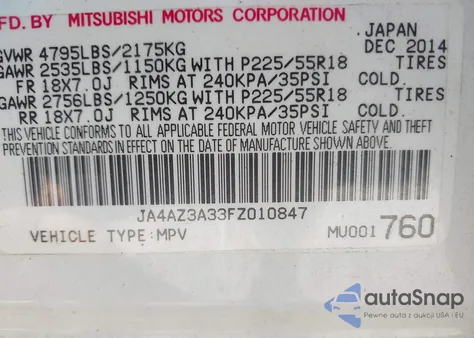 MFD. BY MITSUBISHI MOTORS CORPORATION
JAPAN
GVWR 4795LBS/2175KG DEC 2014
GAWR 2535LBS/1150KG WITH P225/55R18 TIRES
FR 18X7.0J RIMS AT 240KPA/35PSI COLD.
GAWR 2756LBS/1250KG WITH P225/55R18 TIRES
RR 18X7.0J RIMS AT 240KPA/35PSI COLD.
THIS VEHICLE CONFORMS TO ALL APPLICABLE FEDERAL MOTOR VEHICLE SAFETY AND THEFT
PREVENTION STANDARDS IN EFFECT ON THE DATE OF MANUFACTURE SHOWN ABOVE.
JA4AZ3A33FZ010847
VEHICLE TYPE:MPV MU001760
autoSnap
Pewne auta z aukcji USA i EU